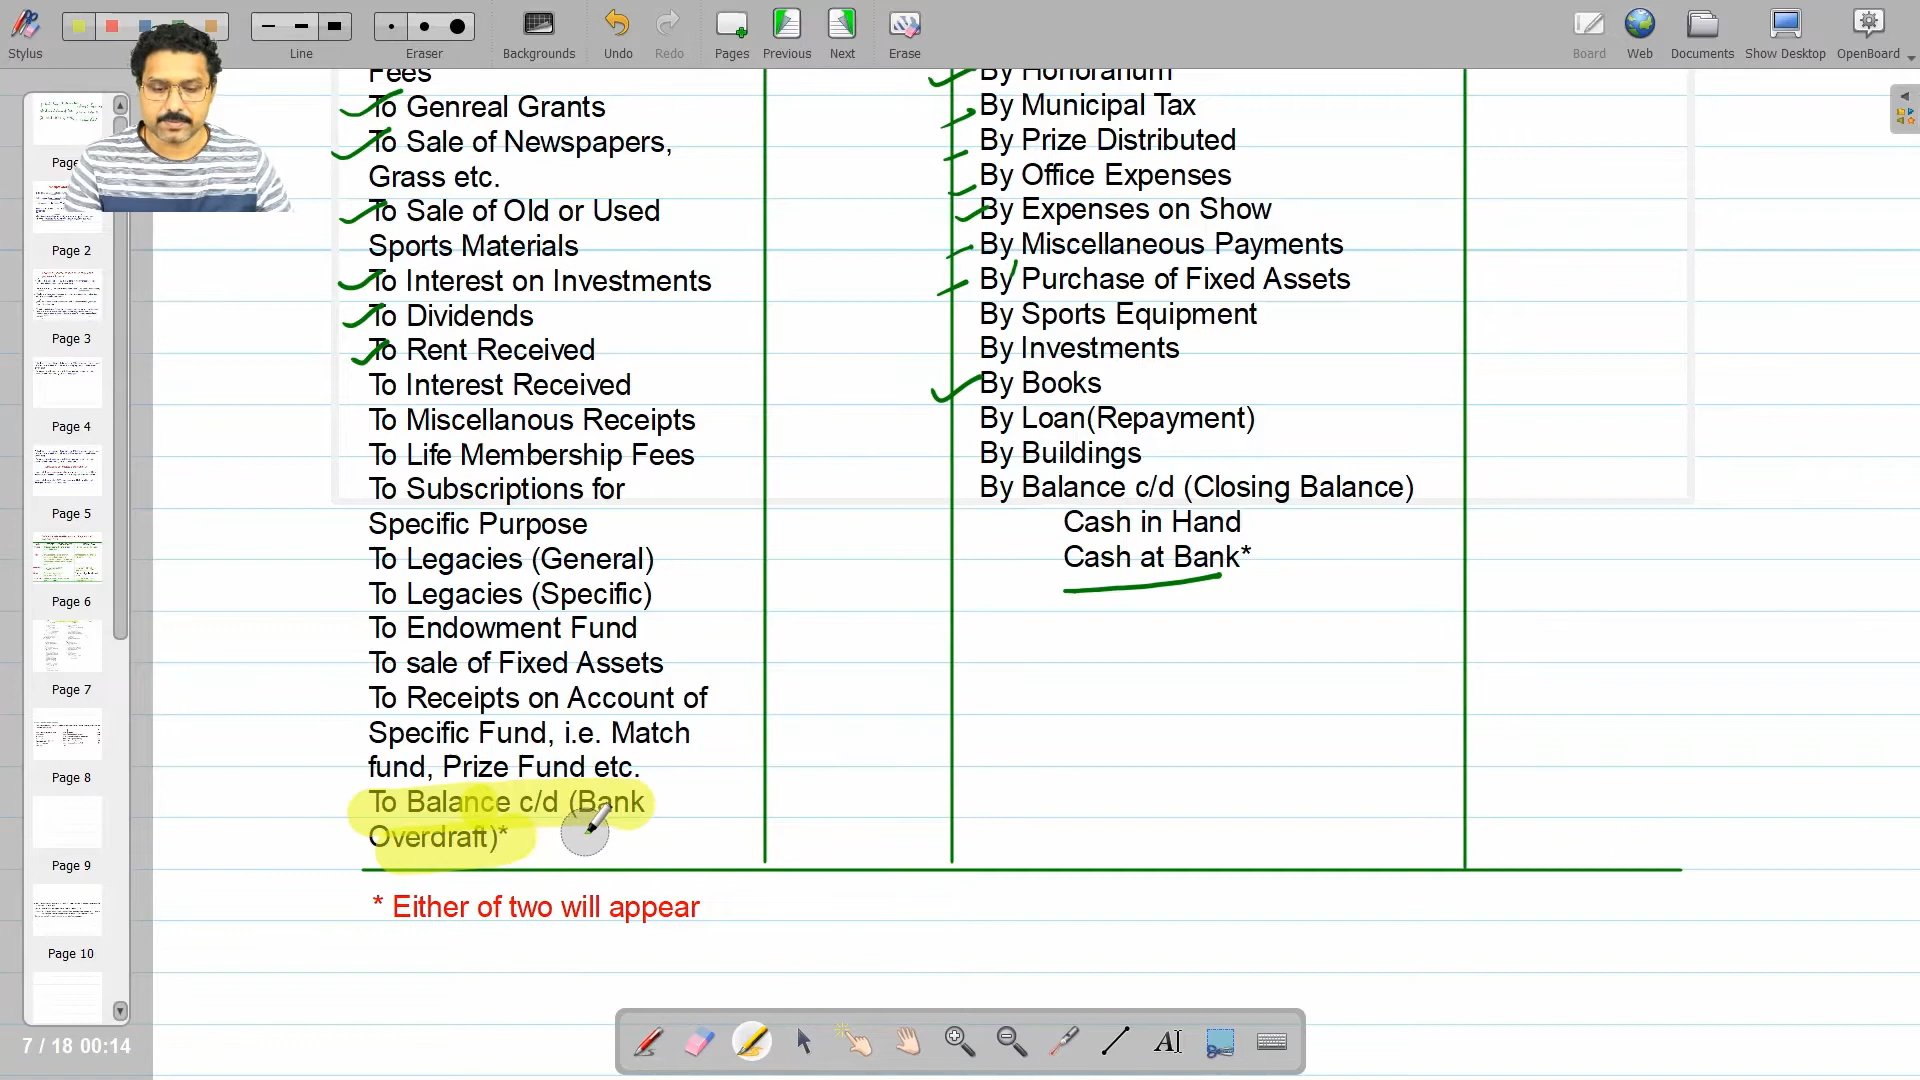 Stylus
Line
Eraser
Backgrounds
Undo
Redo
Pages
Previous
Next
Erase
Board
Web
Documents
Show Desktop
OpenBoard
Page 2
Page 3
Page 4
Page 5
Page 6
Page 7
Page 8
Page 9
Page 10
7 / 18 00:14
Fees
To Genreal Grants
To Sale of Newspapers,
Grass etc.
To Sale of Old or Used
Sports Materials
To Interest on Investments
To Dividends
To Rent Received
To Interest Received
To Miscellanous Receipts
To Life Membership Fees
To Subscriptions for
Specific Purpose
To Legacies (General)
To Legacies (Specific)
To Endowment Fund
To sale of Fixed Assets
To Receipts on Account of
Specific Fund, i.e. Match
fund, Prize Fund etc.
To Balance c/d (Bank
Overdraft)*
By Honorarium
By Municipal Tax
By Prize Distributed
By Office Expenses
By Expenses on Show
By Miscellaneous Payments
By Purchase of Fixed Assets
By Sports Equipment
By Investments
By Books
By Loan(Repayment)
By Buildings
By Balance c/d (Closing Balance)
Cash in Hand
Cash at Bank*
* Either of two will appear